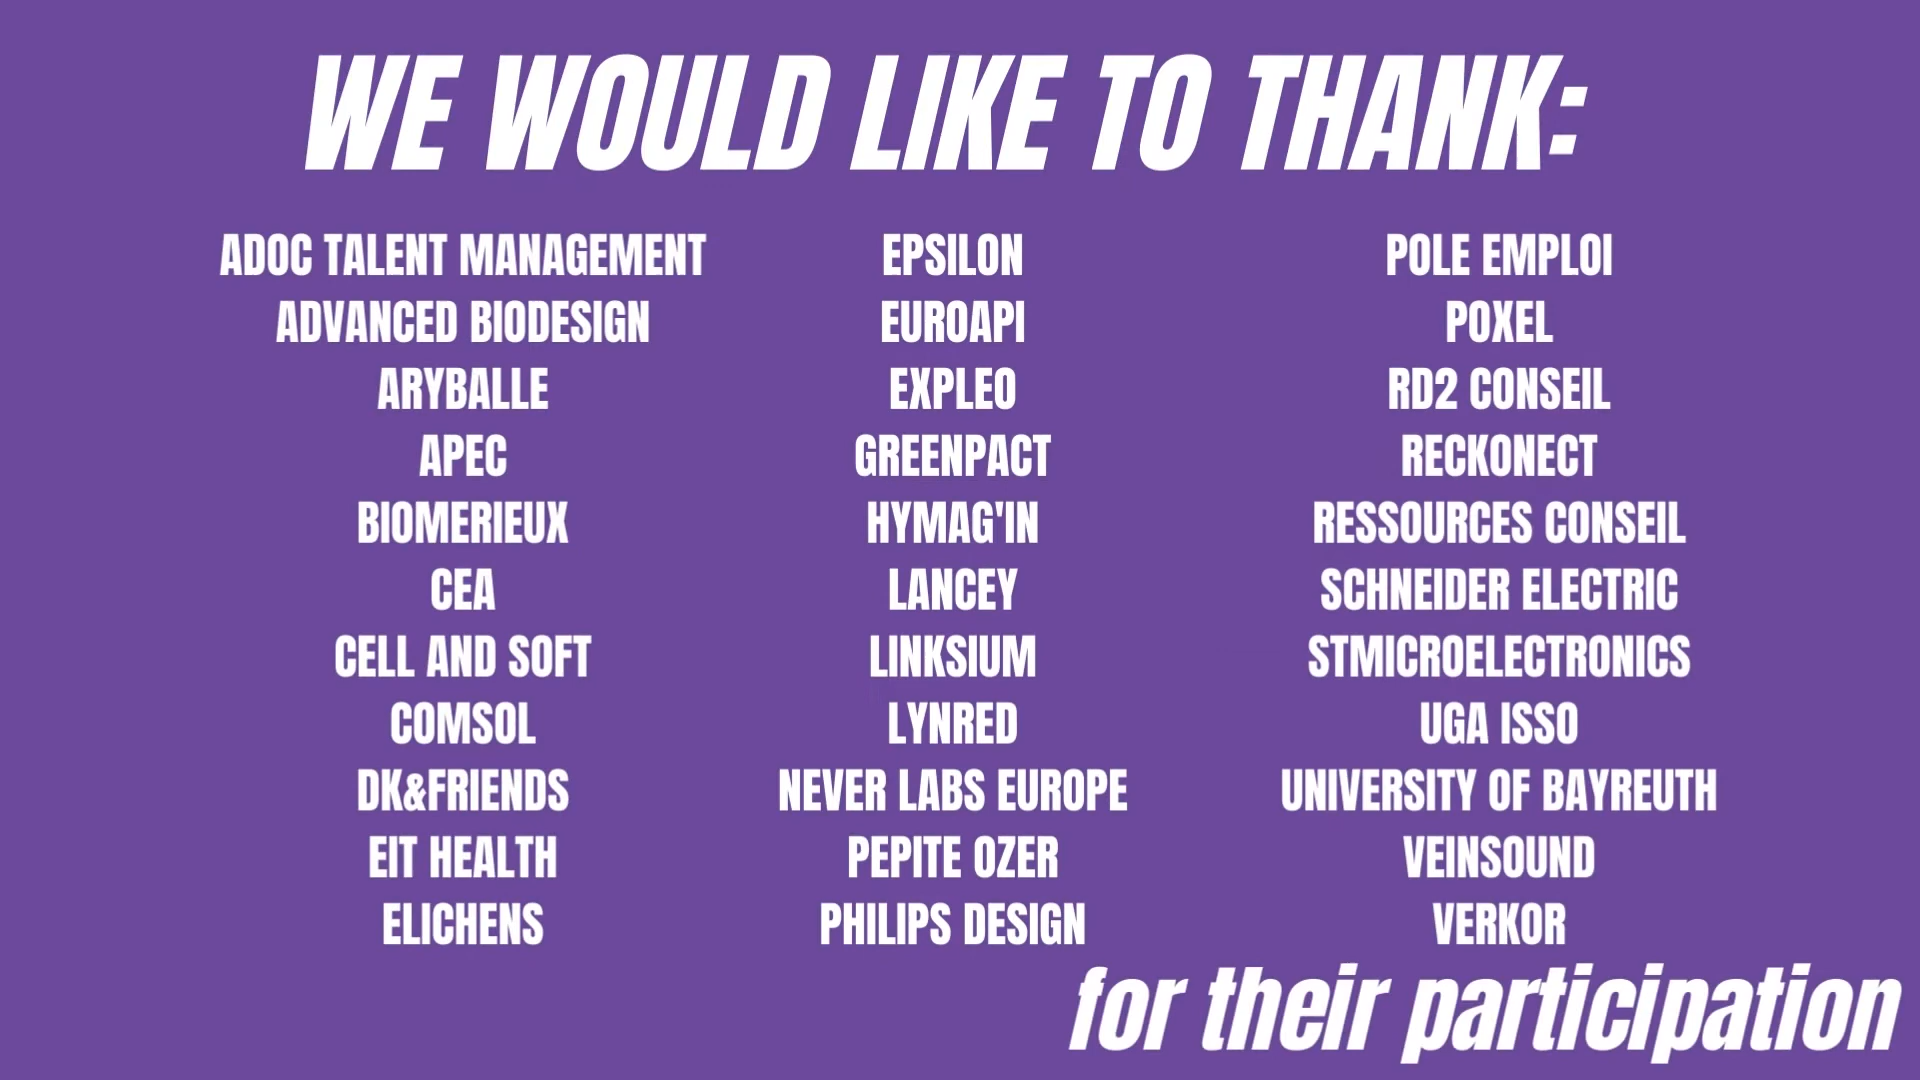 WE WOULD LIKE TO THANK:
ADOC TALENT MANAGEMENT
ADVANCED BIODESIGN
ARYBALLE
APEC
BIOMERIEUX
CEA
CELL AND SOFT
COMSOL
DK&FRIENDS
EIT HEALTH
ELICHENS
EPSILON
EUROAPI
EXPLEO
GREENPACT
HYMAG'IN
LANCEY
LINKSIUM
LYNRED
NEVER LABS EUROPE
PEPITE OZER
PHILIPS DESIGN
POLE EMPLOI
POXEL
RD2 CONSEIL
RECKONECT
RESSOURCES CONSEIL
SCHNEIDER ELECTRIC
STMICROELECTRONICS
UGA ISSO
UNIVERSITY OF BAYREUTH
VEINSOUND
VERKOR
for their participation